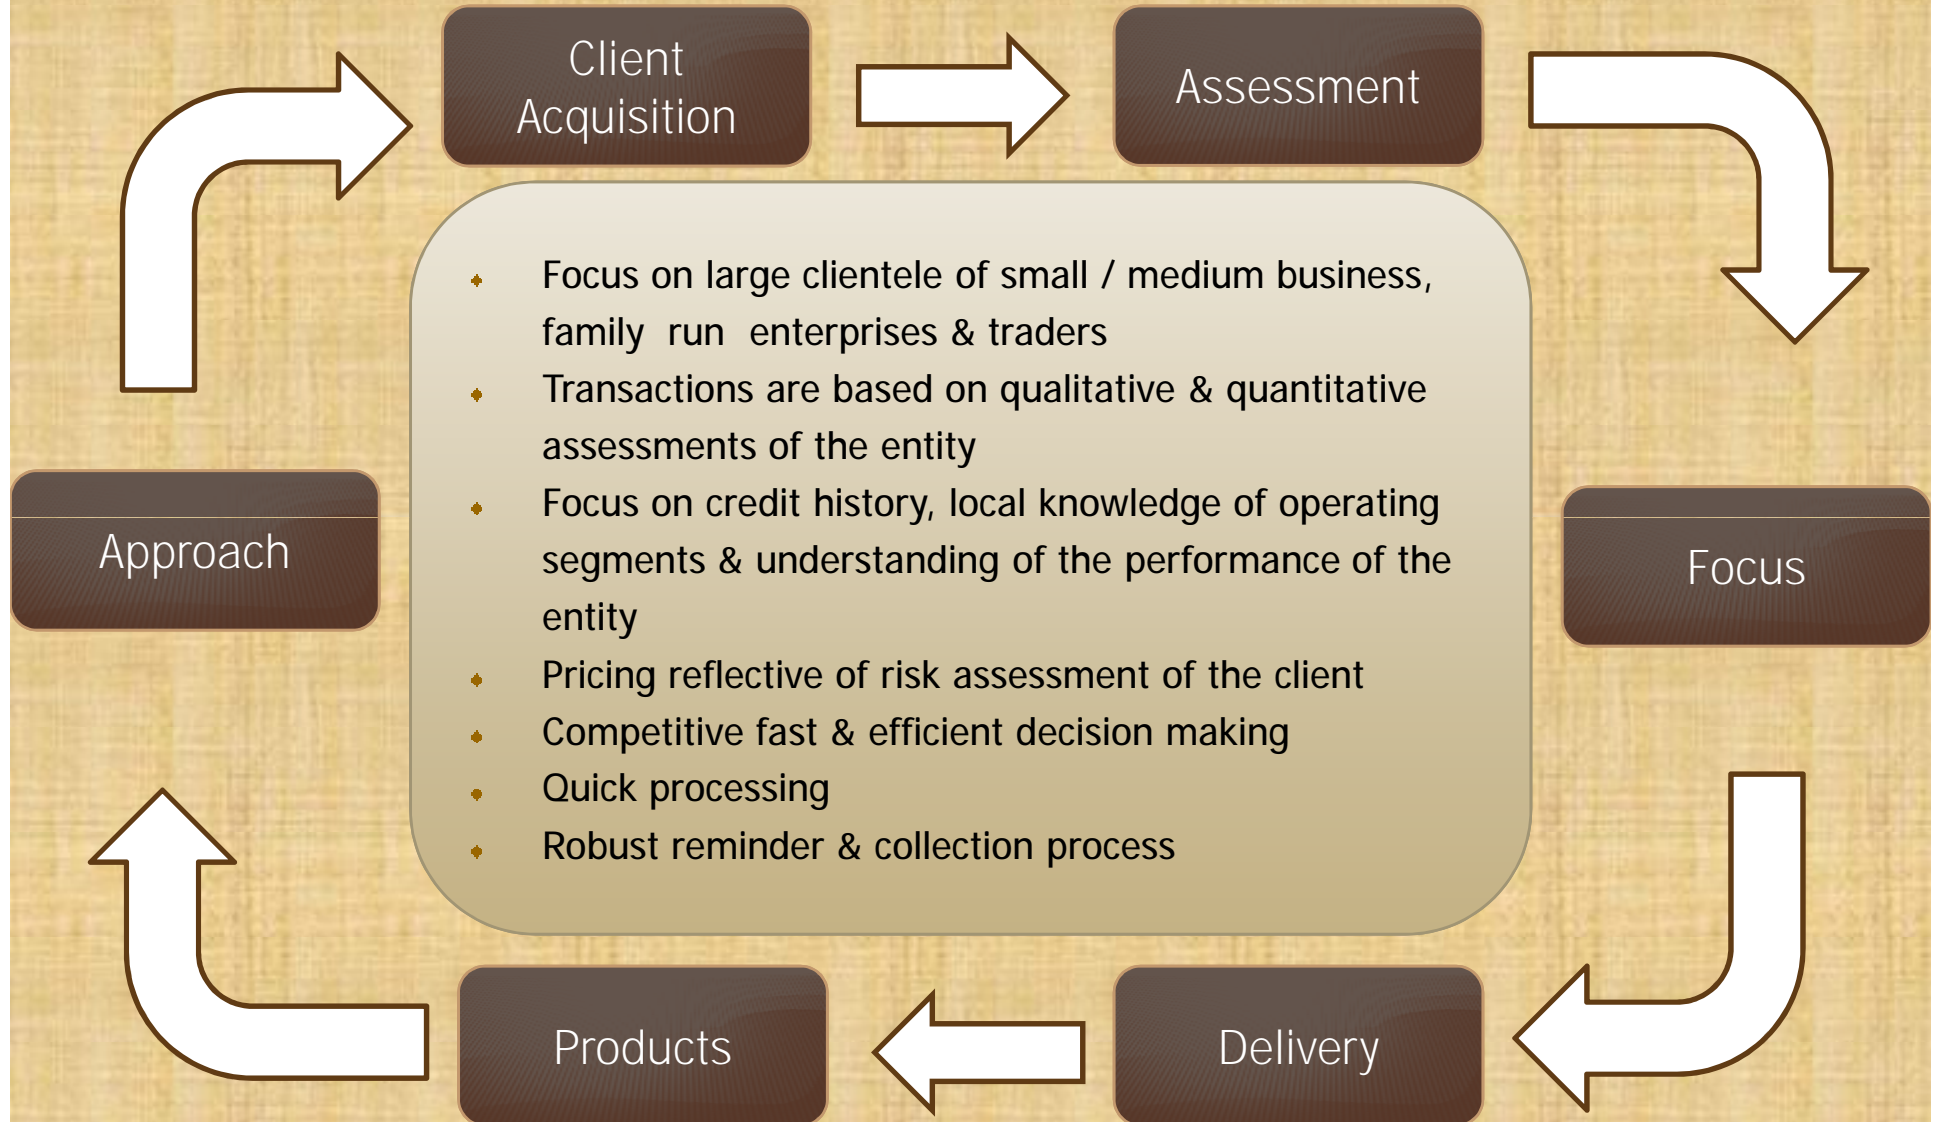 Client
Acquisition
Assessment
Focus on large clientele of small / medium business,
family run enterprises & traders
Transactions are based on qualitative & quantitative
assessments of the entity
Focus on credit history, local knowledge of operating
segments & understanding of the performance of the
entity
Pricing reflective of risk assessment of the client
Competitive fast & efficient decision making
Quick processing
Robust reminder & collection process
Approach
Focus
Products
Delivery